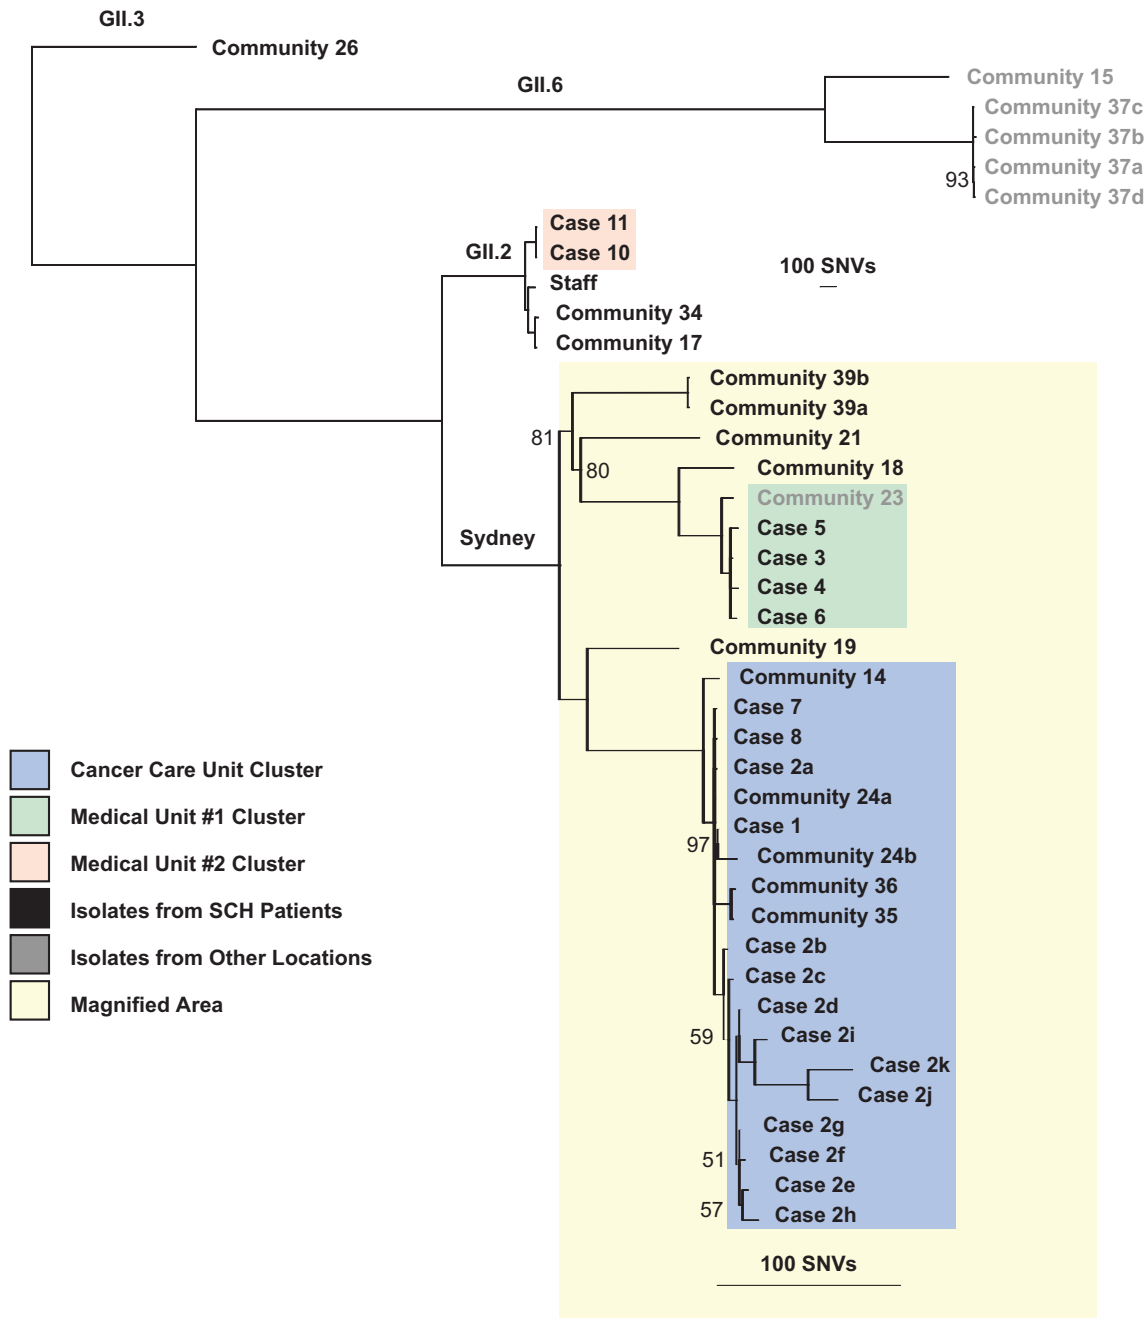 GII.3
Community 26
GII.6
Community 15
Community 37c
Community 37b
Community 37a
93
Community 37d
Case 11
GII.2
Case 10
100 SNVs
Staff
Community 34
Community 17
Community 39b
Community 39a
81
Community 21
80
Community 18
Community 23
Case 5
Sydney
Case 3
Case 4
Case 6
Community 19
Community 14
Case 7
Case 8
Case 2a
Community 24a
Case 1
97
Community 24b
Community 36
Community 35
Case 2b
Case 2c
Case 2d
59
Case 2i
Case 2k
Case 2j
Case 2g
51
Case 2f
Case 2e
57
Case 2h
100 SNVs
Cancer Care Unit Cluster
Medical Unit #1 Cluster
Medical Unit #2 Cluster
Isolates from SCH Patients
Isolates from Other Locations
Magnified Area